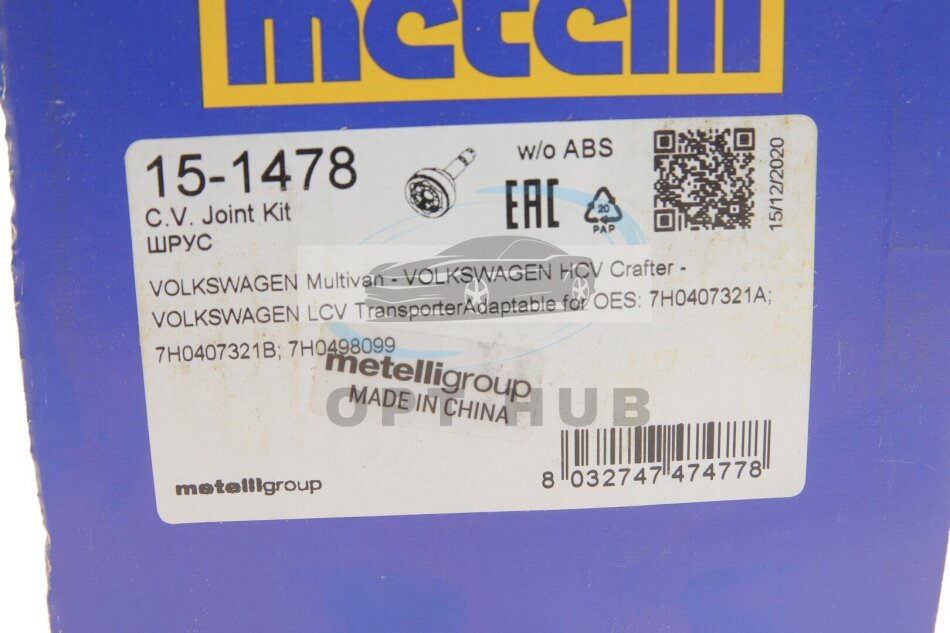 metelli
15-1478
C.V. Joint Kit
ШРУС
w/o ABS
EAC
20
PAP
15/12/2020
VOLKSWAGEN Multivan - VOLKSWAGEN HCV Crafter -
VOLKSWAGEN LCV TransporterAdaptable for OES: 7H0407321A;
7H0407321B; 7H0498099
metelligroup
MADE IN CHINA
OPT HUB
metelligroup
8 032747 474778